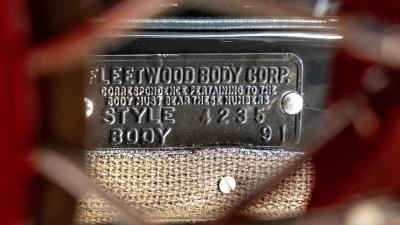 FLEETWOOD BODY CORP.
CORRESPONDENCE PERTAINING TO THE
BODY MUST BEAR THESE NUMBERS
STYLE 4235
BODY 91